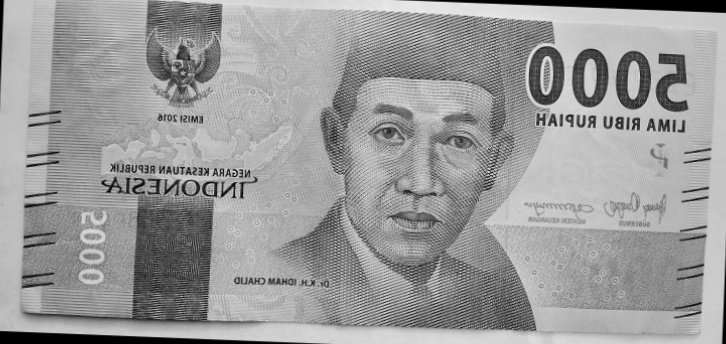 5000
LIMA RIBU RUPIAH
EMISI 2016
NEGARA KESATUAN REPUBLIK
INDONESIA
GUBERNUR
MENTERI KEUANGAN
5000
Dr. K.H. IDHAM CHALID